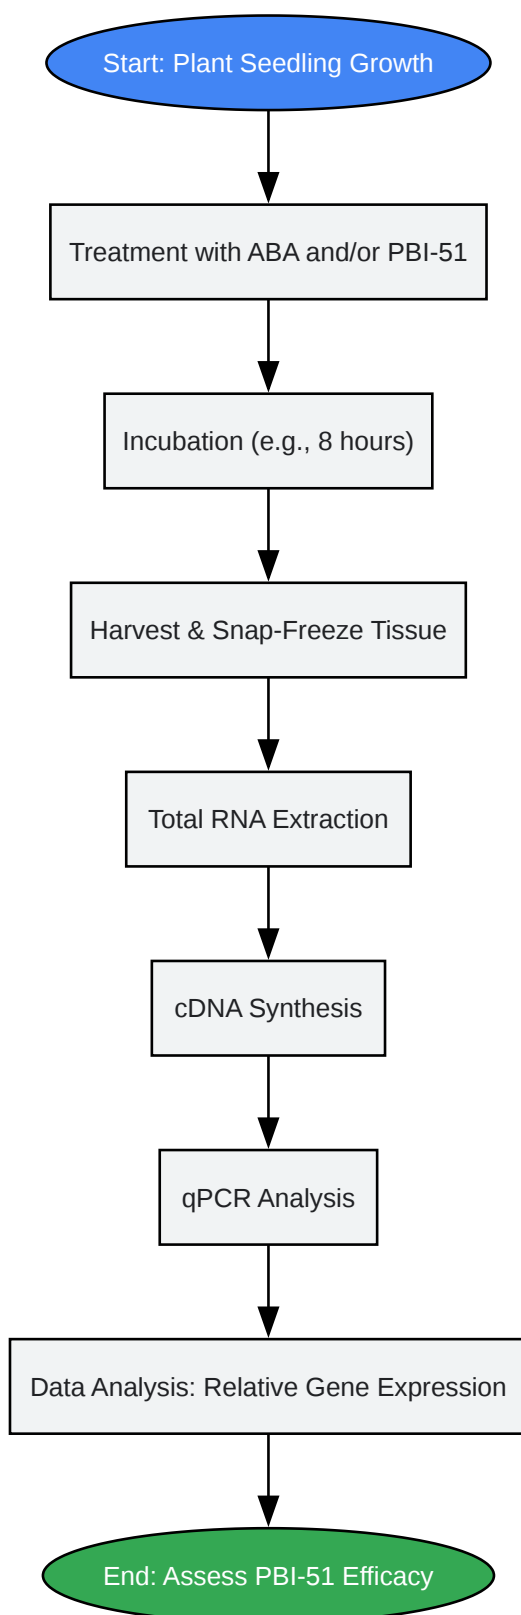 Start: Plant Seedling Growth
Treatment with ABA and/or PBI-51
Incubation (e.g., 8 hours)
Harvest & Snap-Freeze Tissue
Total RNA Extraction
cDNA Synthesis
qPCR Analysis
Data Analysis: Relative Gene Expression
End: Assess PBI-51 Efficacy